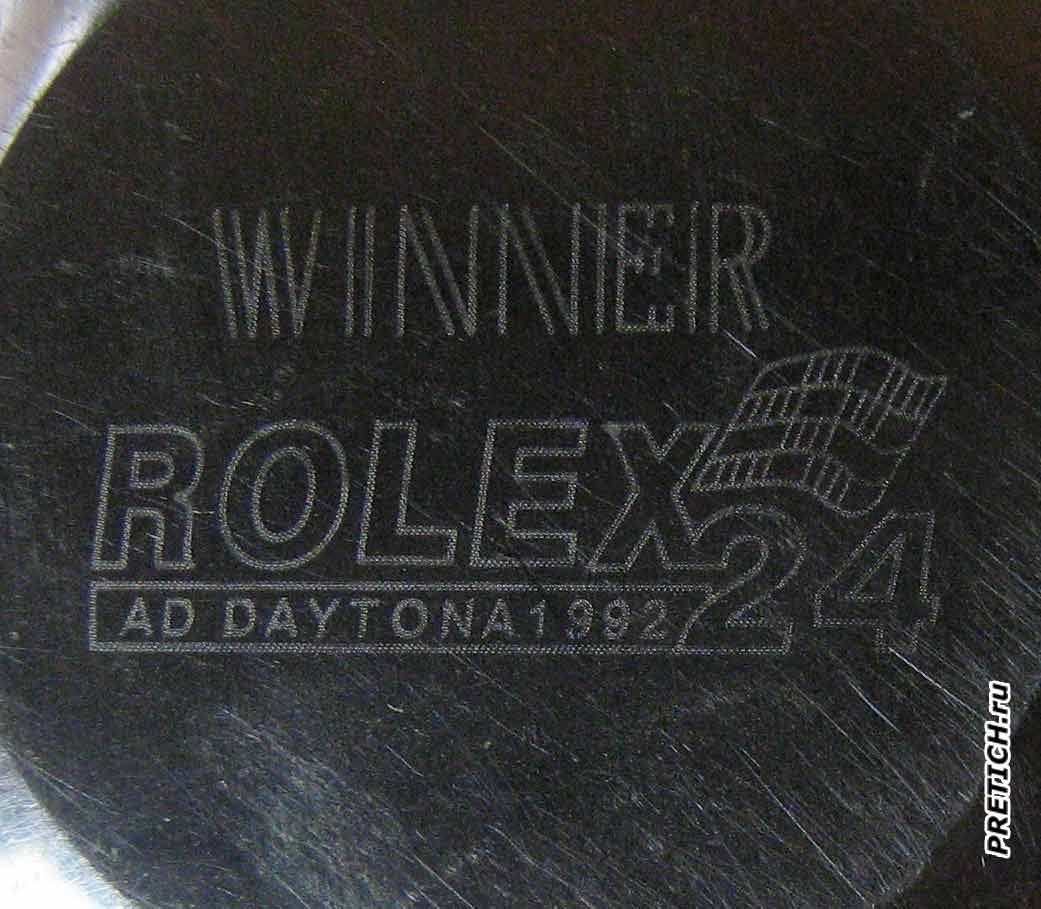 WINNER
ROLEX 24
AD DAYTONA 1992
PRETICH.ru